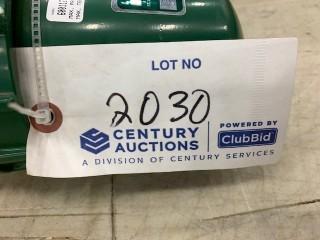 LOT NO
2030
CENTURY
AUCTIONS
POWERED BY
ClubBid
A DIVISION OF CENTURY SERVICES